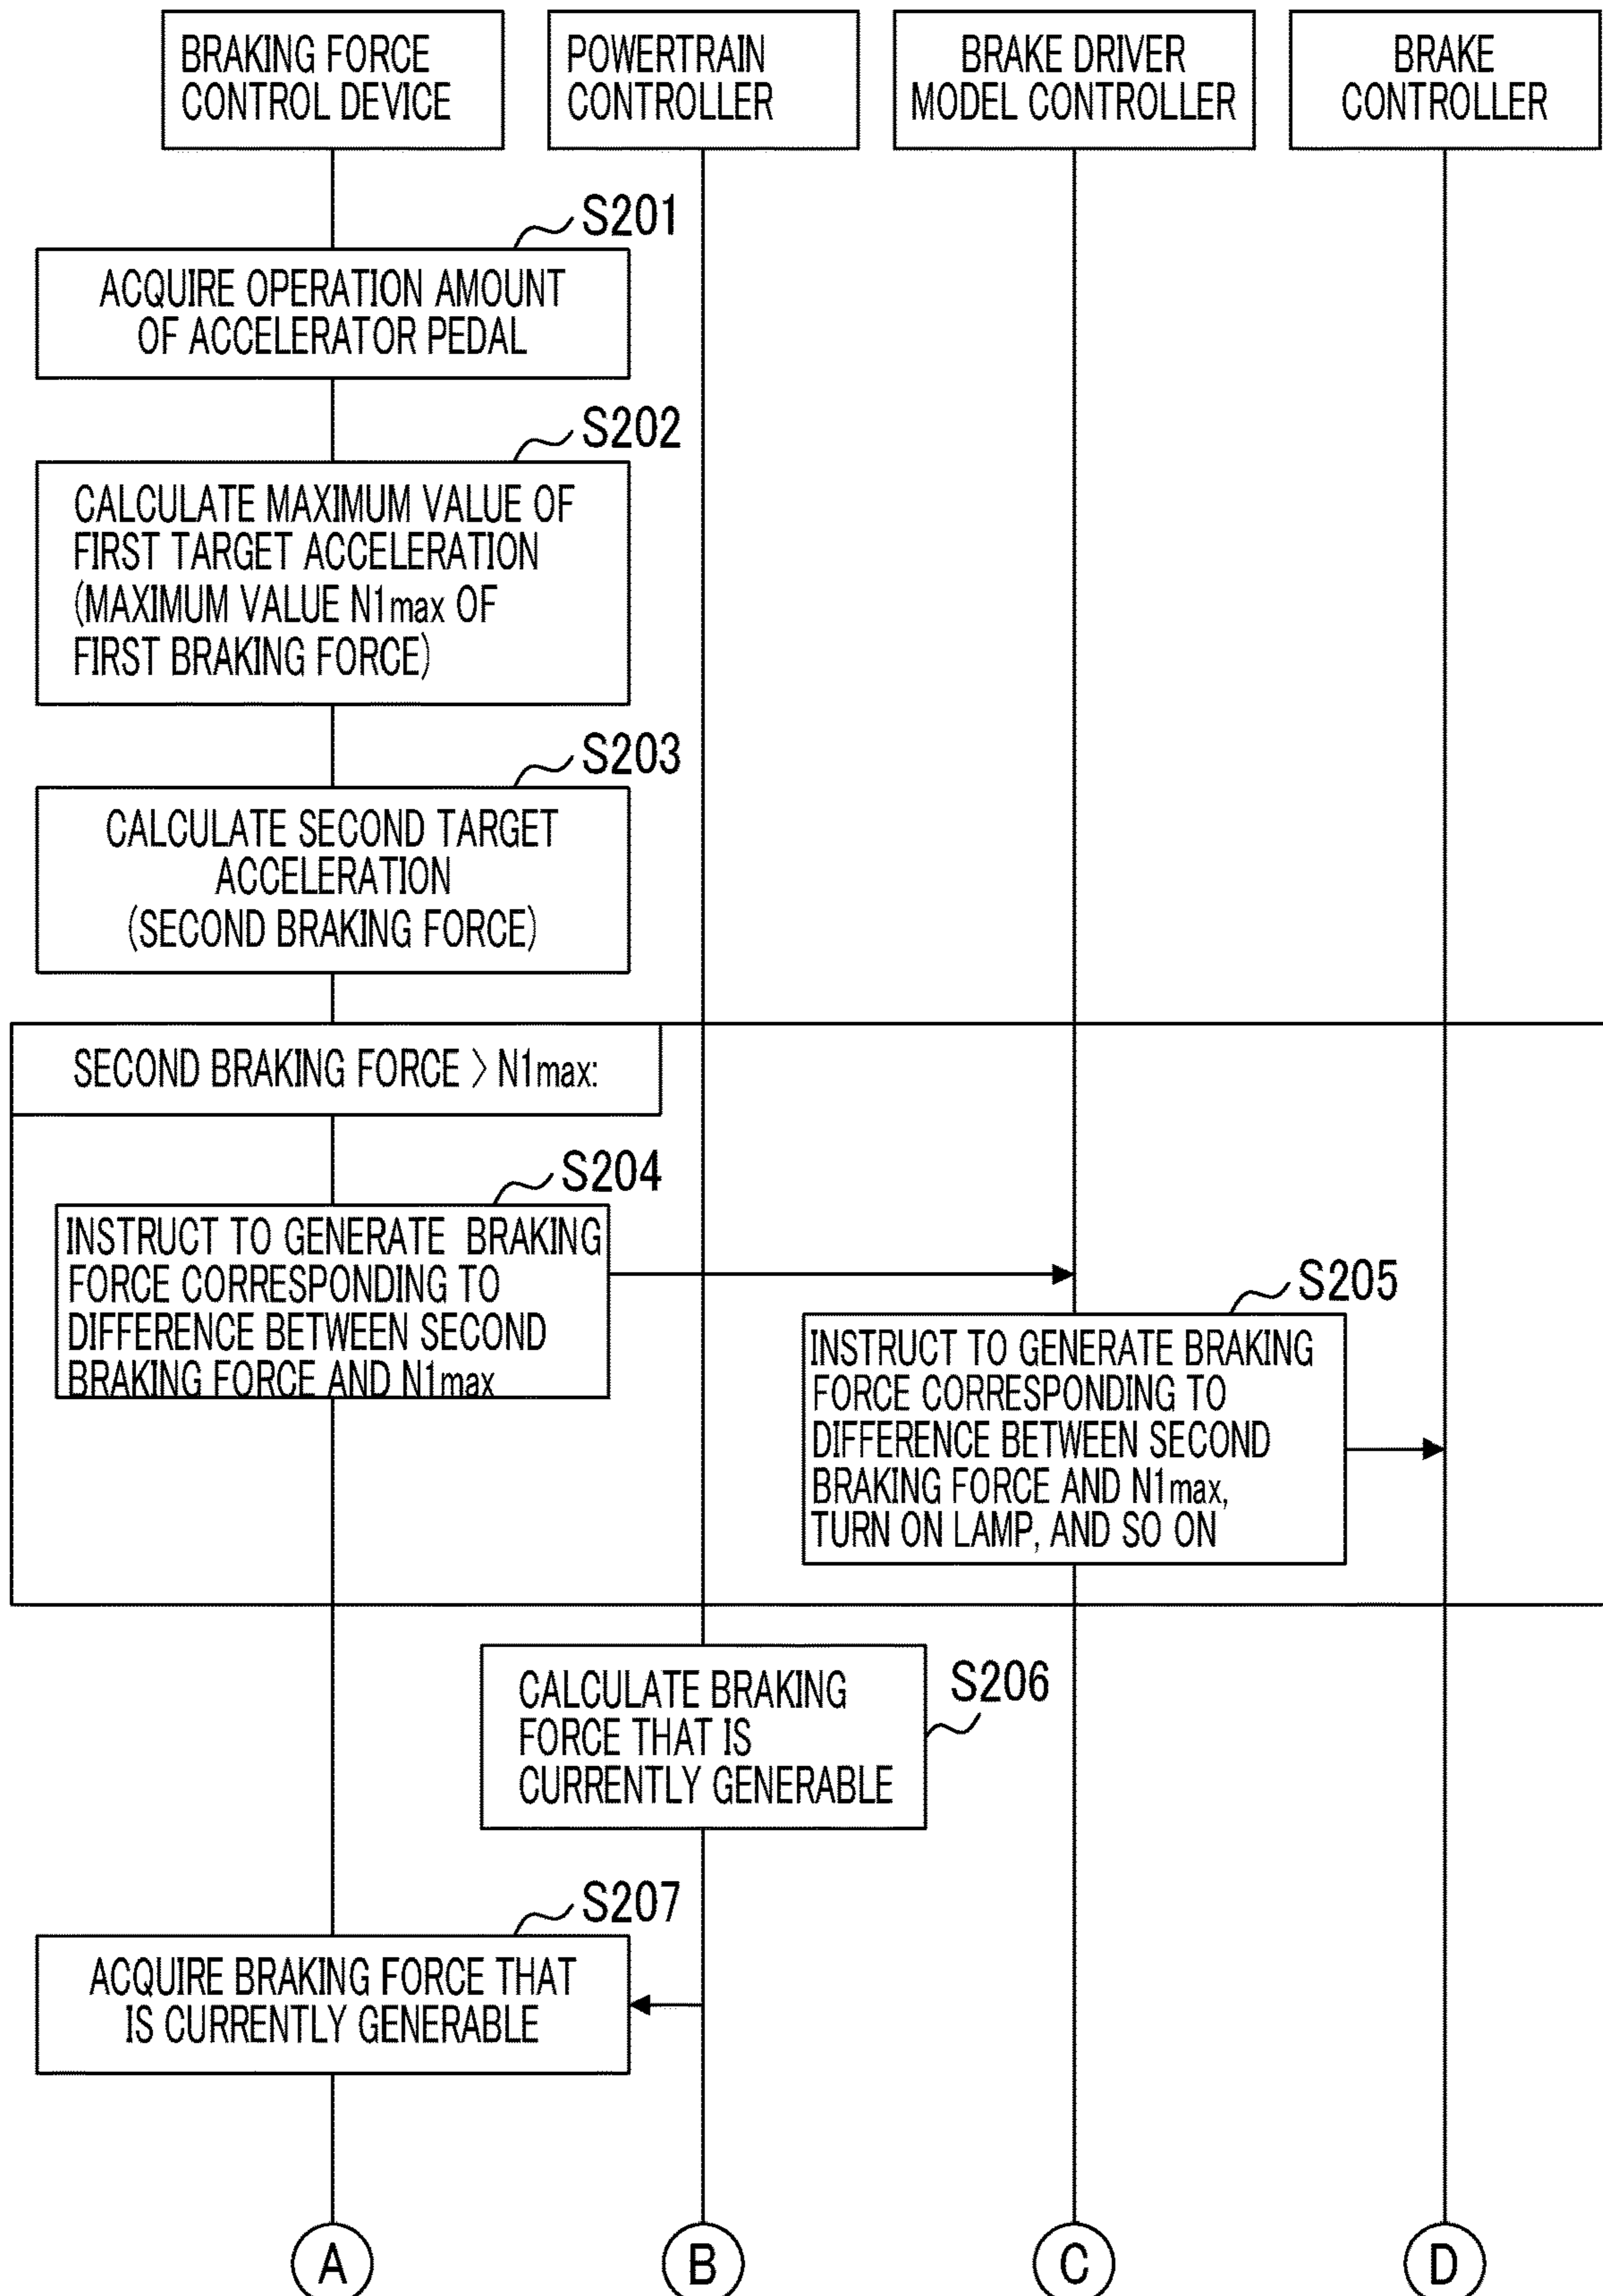 BRAKING FORCE
CONTROL DEVICE
POWERTRAIN
CONTROLLER
BRAKE DRIVER
MODEL CONTROLLER
BRAKE
CONTROLLER
S201
ACQUIRE OPERATION AMOUNT
OF ACCELERATOR PEDAL
S202
CALCULATE MAXIMUM VALUE OF
FIRST TARGET ACCELERATION
(MAXIMUM VALUE N1max OF
FIRST BRAKING FORCE)
S203
CALCULATE SECOND TARGET
ACCELERATION
(SECOND BRAKING FORCE)
SECOND BRAKING FORCE > N1max:
S204
INSTRUCT TO GENERATE BRAKING
FORCE CORRESPONDING TO
DIFFERENCE BETWEEN SECOND
BRAKING FORCE AND N1max
S205
INSTRUCT TO GENERATE BRAKING
FORCE CORRESPONDING TO
DIFFERENCE BETWEEN SECOND
BRAKING FORCE AND N1max,
TURN ON LAMP, AND SO ON
S206
CALCULATE BRAKING
FORCE THAT IS
CURRENTLY GENERABLE
S207
ACQUIRE BRAKING FORCE THAT
IS CURRENTLY GENERABLE
A
B
C
D